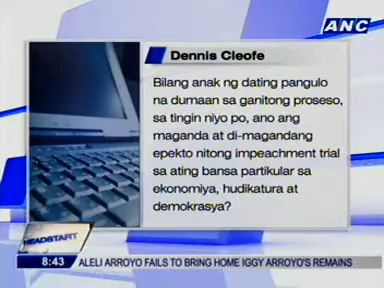 ANC
Dennis Cleofe
Bilang anak ng dating pangulo
na dumaan sa ganitong proseso,
sa tingin niyo po, ano ang
maganda at di-magandang
epekto nitong impeachment trial
sa ating bansa partikular sa
ekonomiya, hudikatura at
demokrasya?
HEADSTART
8:43 ALELI ARROYO FAILS TO BRING HOME IGGY ARROYO'S REMAINS